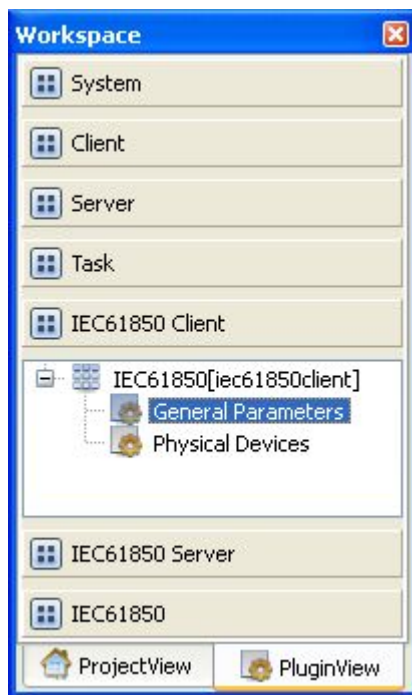 Workspace
System
Client
Server
Task
IEC61850 Client
IEC61850[iec61850client]
General Parameters
Physical Devices
IEC61850 Server
IEC61850
ProjectView PluginView